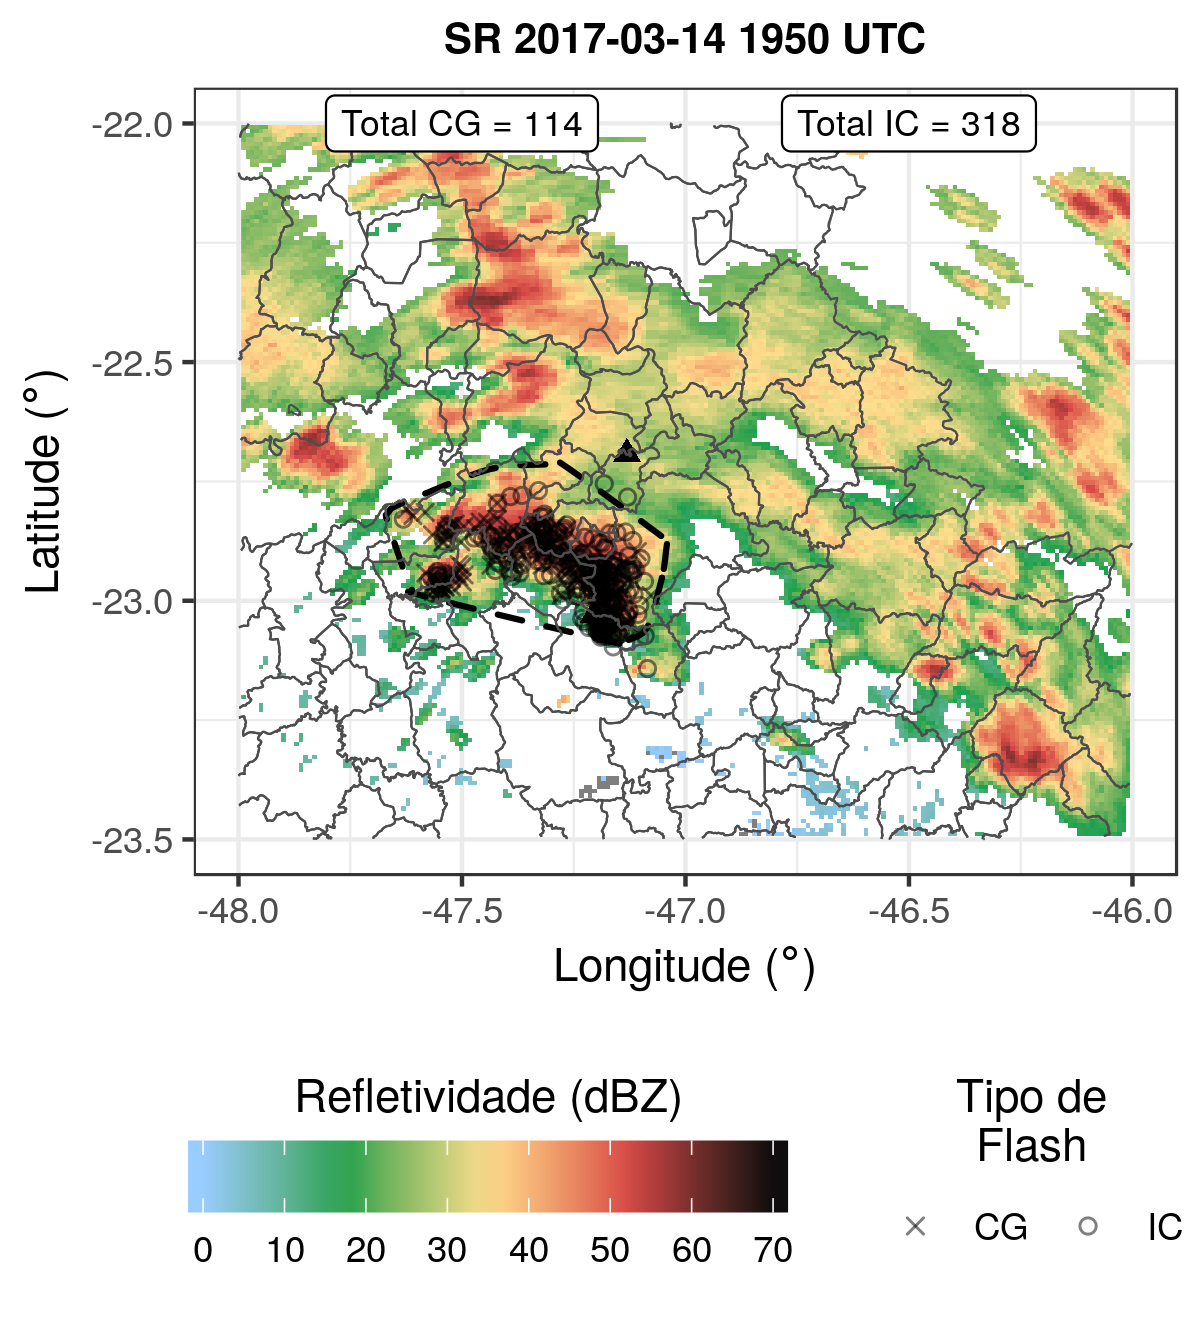 SR 2017-03-14 1950 UTC
Total CG = 114
Total IC = 318
Latitude (°)
-22.0
-22.5
-23.0
-23.5
-48.0
-47.5
-47.0
-46.5
-46.0
Longitude (°)
Refletividade (dBZ)
0
10
20
30
40
50
60
70
Tipo de
Flash
CG
IC